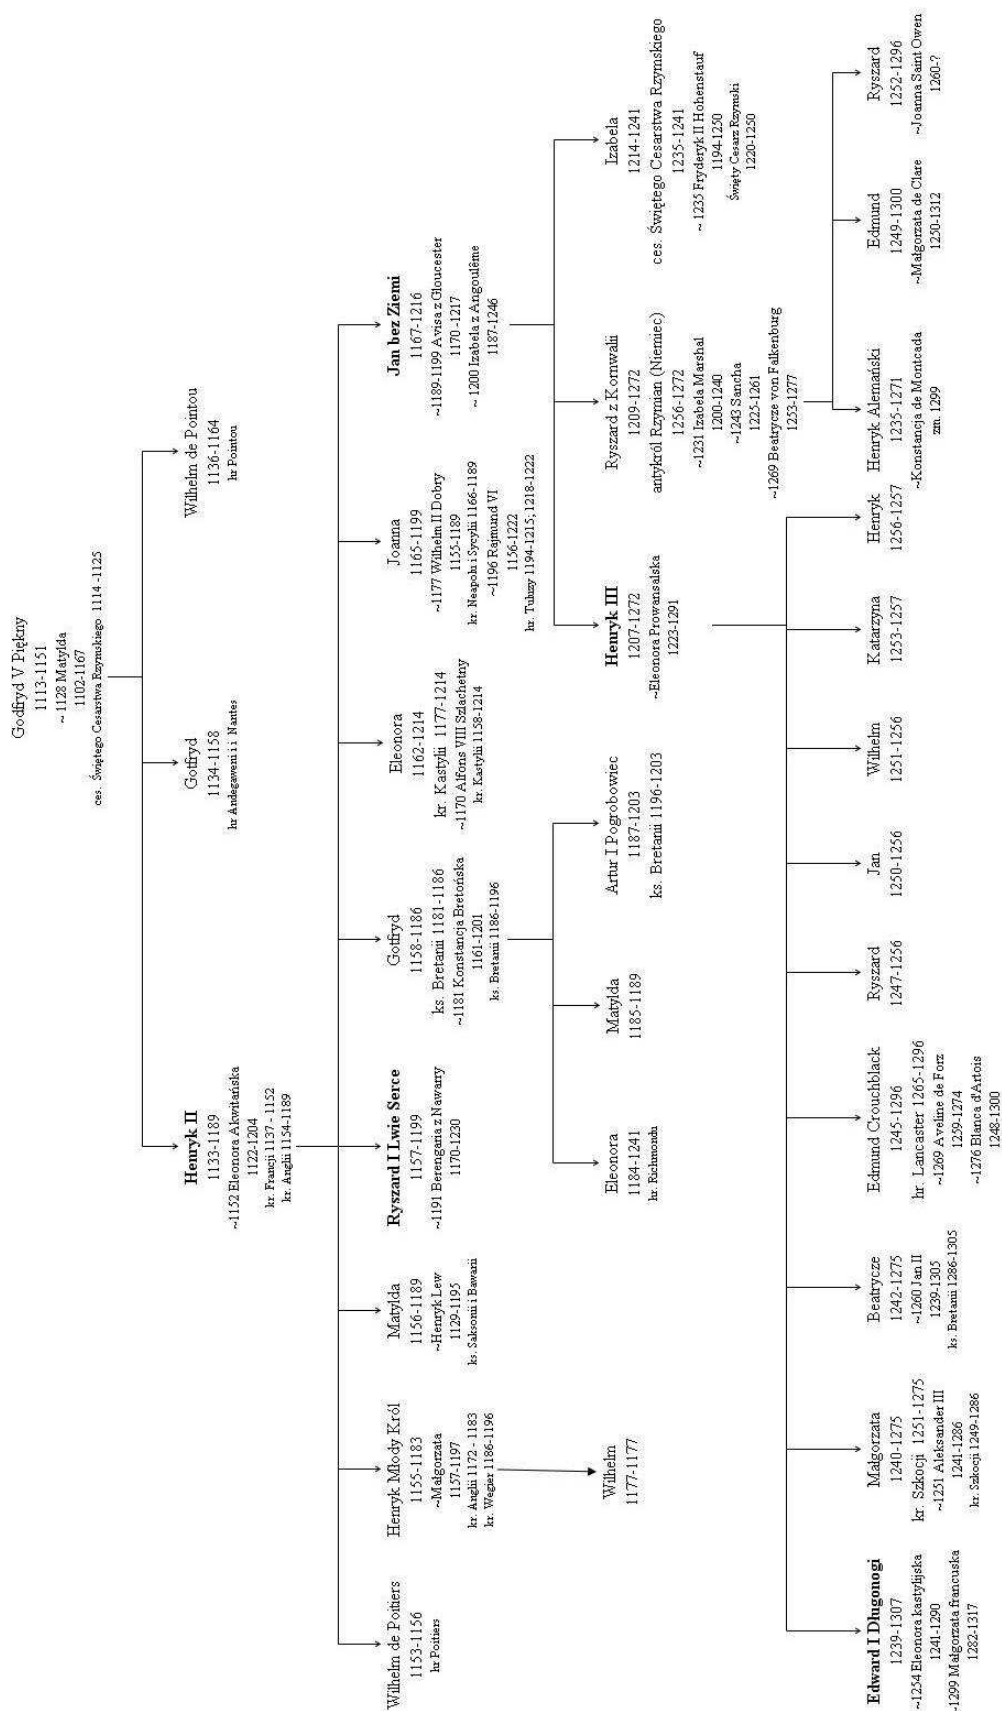 Godfryd V Piękny
1113-1151
~ 1128 Matylda
1102-1167
ces. Świętego Cesarstwa Rzymskiego 1114 -1125
Henryk II
1133-1189
~1152 Eleonora Akwitańska
1122-1204
kr. Francji 1137 - 1152
kr. Anglii 1154-1189
Gotfryd
1134-1158
hr Andegawenii i Nantes
Wilhelm de Pointou
1136-1164
hr Pointou
Wilhelm de Poitiers
1153-1156
hr Poitiers
Henryk Młody Król
1155-1183
~Małgorzata
1157-1197
kr. Anglii 1172 - 1183
kr. Węgier 1186-1196
Matylda
1156-1189
~Henryk Lew
1129-1195
ks. Saksonii i Bawarii
Ryszard I Lwie Serce
1157-1199
~1191 Berengaria z Nawarry
1170-1230
Gotfryd
1158-1186
ks. Bretanii 1181-1186
~1181 Konstancja Bretońska
1161-1201
ks. Bretanii 1186-1196
Eleonora
1162-1214
kr. Kastylii 1177-1214
~1170 Alfons VIII Szlachetny
kr. Kastylii 1158-1214
Joanna
1165-1199
~1177 Wilhelm II Dobry
1155-1189
kr. Neapolu i Sycylii 1166-1189
~1196 Rajmund VI
1156-1222
hr. Tuluzy 1194-1215; 1218-1222
Jan bez Ziemi
1167-1216
~1189-1199 Avisa z Gloucester
1170 -1217
~ 1200 Izabela z Angoulême
1187-1246
Wilhelm
1177-1177
Eleonora
1184-1241
hr. Richmondu
Matylda
1185-1189
Artur I Pogrobowiec
1187-1203
ks. Bretanii 1196-1203
Henryk III
1207-1272
~Eleonora Prowansalska
1223-1291
Ryszard z Kornwalii
1209-1272
antykról Rzymian (Niemiec)
1256-1272
~1231 Izabela Marshal
1200-1240
~1243 Sancha
1225-1261
~1269 Beatrycze von Falkenburg
1253-1277
Izabela
1214-1241
ces. Świętego Cesarstwa Rzymskiego
1235-1241
~ 1235 Fryderyk II Hohenstauf
1194-1250
Święty Cesarz Rzymski
1220-1250
Edward I Długonogi
1239-1307
~1254 Eleonora kastylijska
1241-1290
~1299 Małgorzata francuska
1282-1317
Małgorzata
1240-1275
kr. Szkocji 1251-1275
~1251 Aleksander III
1241-1286
kr. Szkocji 1249-1286
Beatrycze
1242-1275
~1260 Jan II
1239-1305
ks. Bretanii 1286-1305
Edmund Crouchblack
1245-1296
hr. Lancaster 1265-1296
~1269 Aveline de Forz
1259-1274
~1276 Blanca d'Artois
1248-1300
Ryszard
1247-1256
Jan
1250-1256
Wilhelm
1251-1256
Katarzyna
1253-1257
Henryk
1256-1257
Henryk Alemański
1235-1271
~Konstancja de Montcada
zm. 1299
Edmund
1249-1300
~Małgorzata de Clare
1250-1312
Ryszard
1252-1296
~Joanna Saint Owen
1260-?